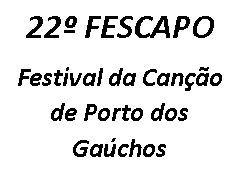 22º FESCAPO
Festival da Canção
de Porto dos
Gaúchos